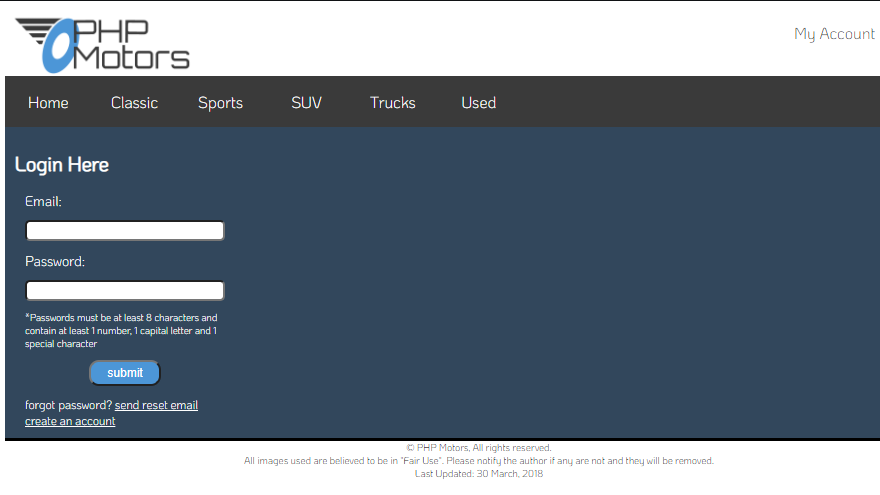 PHP
Motors
My Account
Home Classic Sports SUV Trucks Used
Login Here
Email:
Password:
*Passwords must be at least 8 characters and
contain at least 1 number, 1 capital letter and 1
special character
submit
forgot password? send reset email
create an account
© PHP Motors, All rights reserved.
All images used are believed to be in "Fair Use". Please notify the author if any are not and they will be removed.
Last Updated: 30 March, 2018